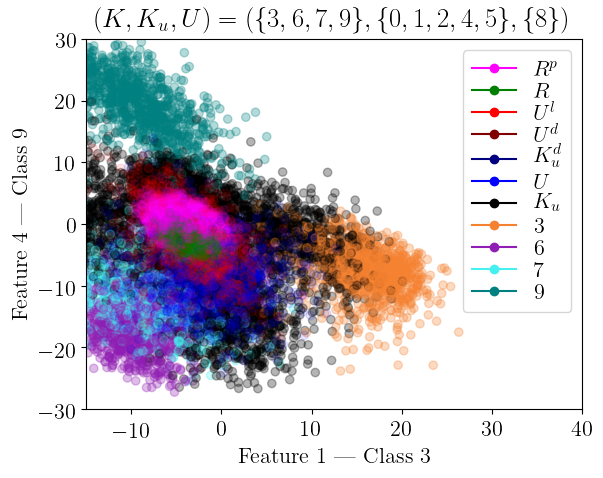 (K, K_u, U) = ({3, 6, 7, 9}, {0, 1, 2, 4, 5}, {8})
30
20
10
0
−10
−20
−30
Feature 4 — Class 9
R^p
R
U^l
U^d
K_u^d
U
K_u
3
6
7
9
−10
0
10
20
30
40
Feature 1 — Class 3